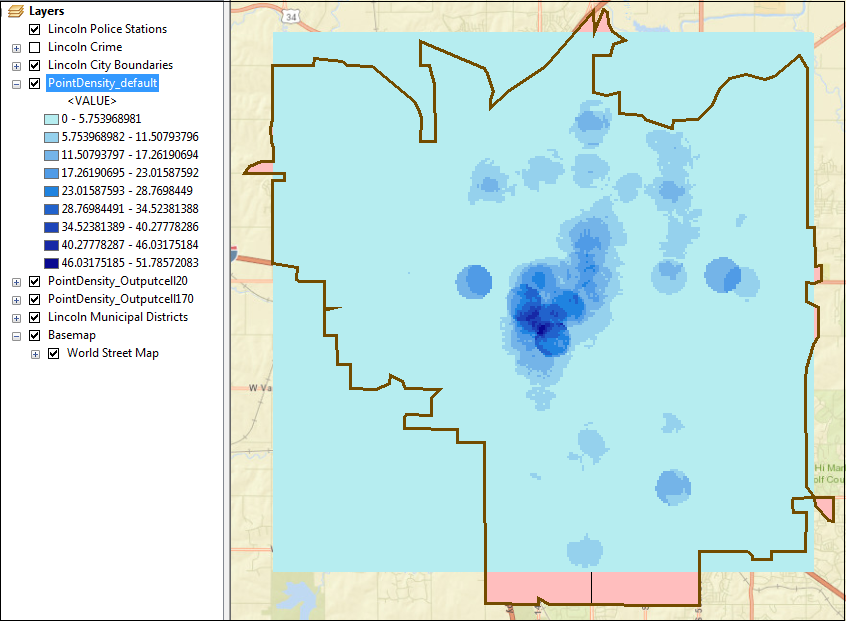 Layers
Lincoln Police Stations
Lincoln Crime
Lincoln City Boundaries
PointDensity_default
<VALUE>
0 - 5.753968981
5.753968982 - 11.50793796
11.50793797 - 17.26190694
17.26190695 - 23.01587592
23.01587593 - 28.7698449
28.76984491 - 34.52381388
34.52381389 - 40.27778286
40.27778287 - 46.03175184
46.03175185 - 51.78572083
PointDensity_Outputcell20
PointDensity_Outputcell170
Lincoln Municipal Districts
Basemap
World Street Map
34
W Va
Hi Mar
olf Cou